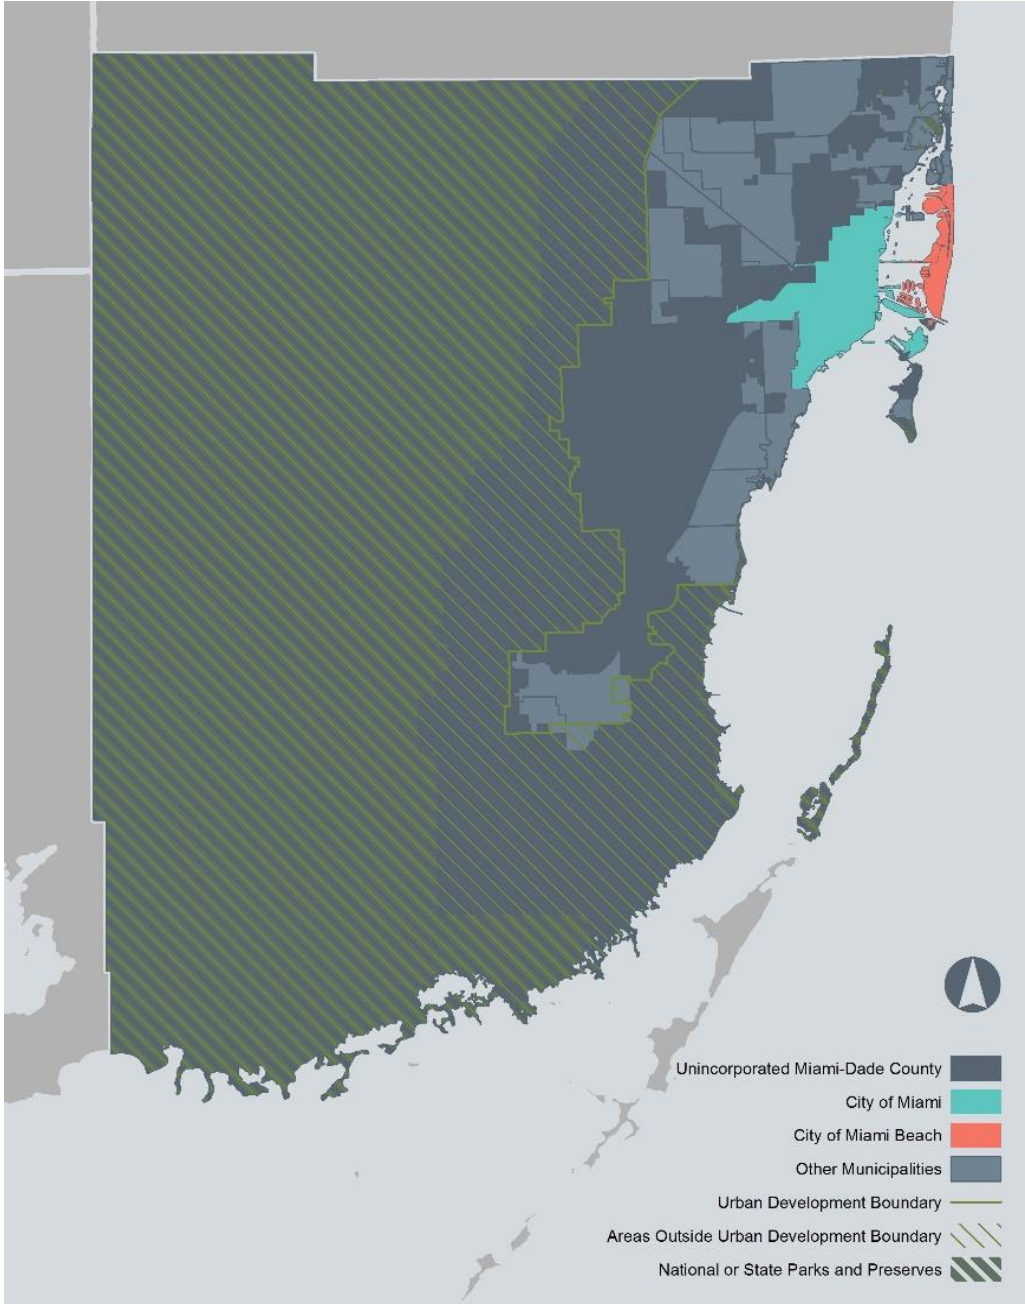 Unincorporated Miami-Dade County
City of Miami
City of Miami Beach
Other Municipalities
Urban Development Boundary
Areas Outside Urban Development Boundary
National or State Parks and Preserves